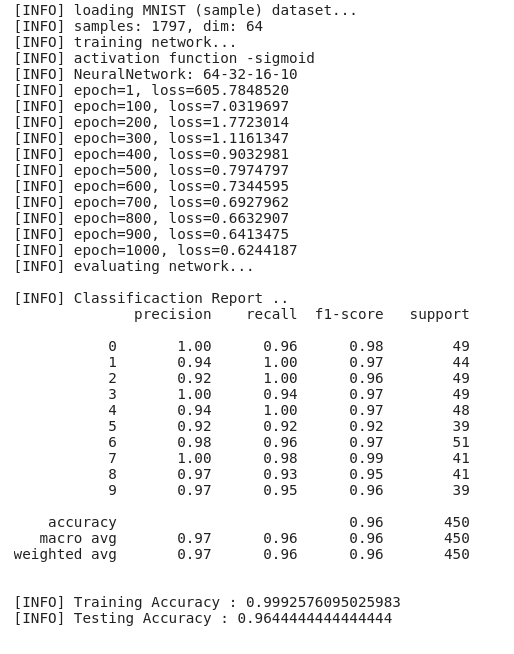 [INFO] loading MNIST (sample) dataset...
[INFO] samples: 1797, dim: 64
[INFO] training network...
[INFO] activation function -sigmoid
[INFO] NeuralNetwork: 64-32-16-10
[INFO] epoch=1, loss=605.7848520
[INFO] epoch=100, loss=7.0319697
[INFO] epoch=200, loss=1.7723014
[INFO] epoch=300, loss=1.1161347
[INFO] epoch=400, loss=0.9032981
[INFO] epoch=500, loss=0.7974797
[INFO] epoch=600, loss=0.7344595
[INFO] epoch=700, loss=0.6927962
[INFO] epoch=800, loss=0.6632907
[INFO] epoch=900, loss=0.6413475
[INFO] epoch=1000, loss=0.6244187
[INFO] evaluating network...
[INFO] Classificaction Report ..
precision recall f1-score support
0 1.00 0.96 0.98 49
1 0.94 1.00 0.97 44
2 0.92 1.00 0.96 49
3 1.00 0.94 0.97 49
4 0.94 1.00 0.97 48
5 0.92 0.92 0.92 39
6 0.98 0.96 0.97 51
7 1.00 0.98 0.99 41
8 0.97 0.93 0.95 41
9 0.97 0.95 0.96 39
accuracy 0.96 450
macro avg 0.97 0.96 0.96 450
weighted avg 0.97 0.96 0.96 450
[INFO] Training Accuracy : 0.9992576095025983
[INFO] Testing Accuracy : 0.9644444444444444